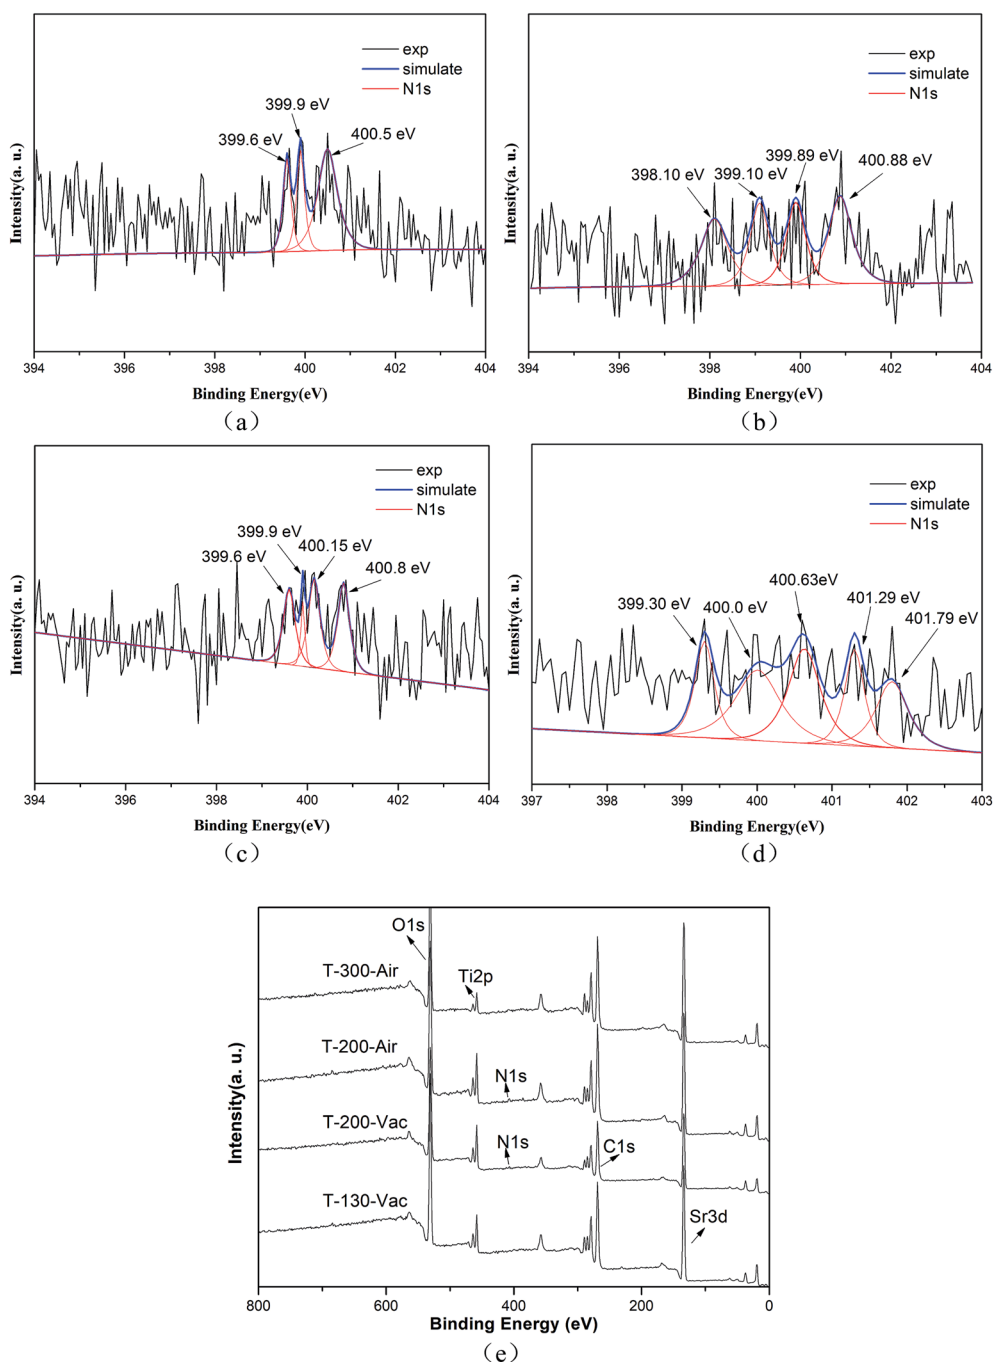 exp
simulate
N1s
399.9 eV
399.6 eV
400.5 eV
Intensity(a. u.)
394 396 398 400 402 404
Binding Energy(eV)
（a）
exp
simulate
N1s
399.89 eV
399.10 eV
398.10 eV
400.88 eV
Intensity(a. u.)
394 396 398 400 402 404
Binding Energy(eV)
（b）
exp
simulate
N1s
399.9 eV
400.15 eV
399.6 eV
400.8 eV
Intensity(a. u.)
394 396 398 400 402 404
Binding Energy(eV)
（c）
exp
simulate
N1s
400.63eV
399.30 eV
400.0 eV
401.29 eV
401.79 eV
Intensity(a. u.)
397 398 399 400 401 402 403
Binding Energy(eV)
（d）
O1s
T-300-Air
Ti2p
T-200-Air
N1s
T-200-Vac
N1s
C1s
T-130-Vac
Sr3d
Intensity(a. u.)
800 600 400 200 0
Binding Energy (eV)
（e）